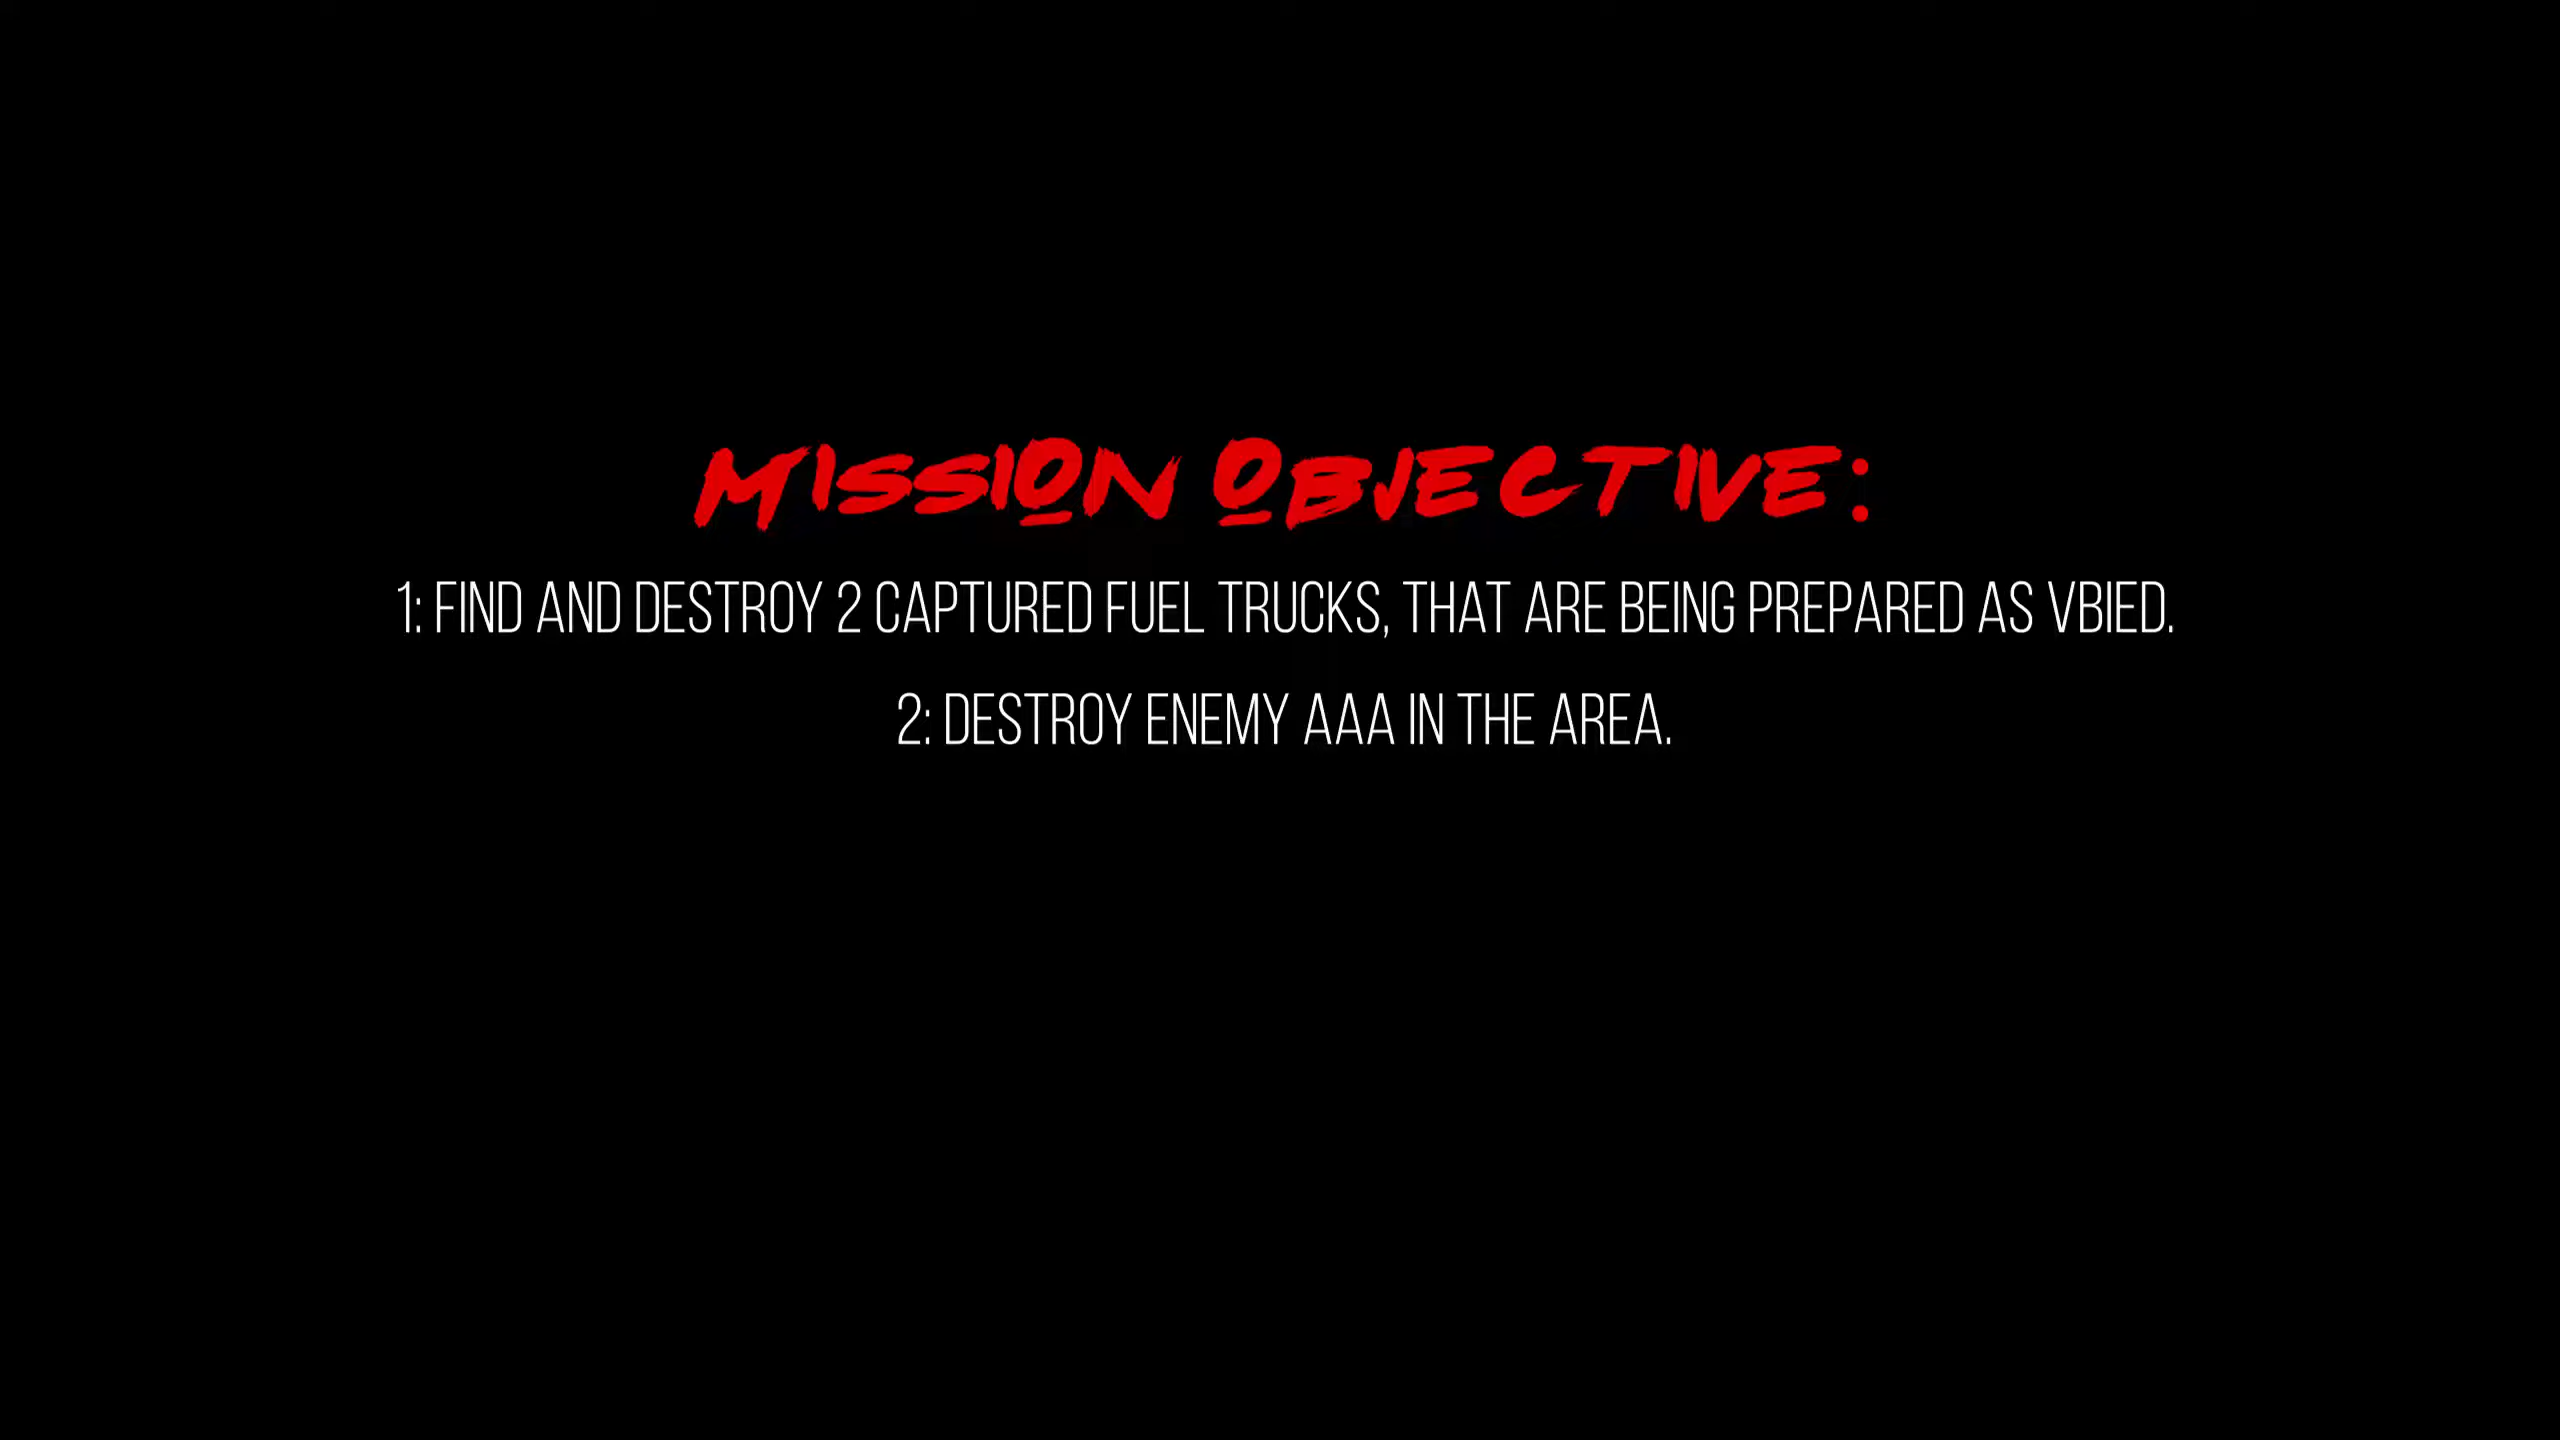 MISSION OBJECTIVE:
1: FIND AND DESTROY 2 CAPTURED FUEL TRUCKS, THAT ARE BEING PREPARED AS VBIED.
2: DESTROY ENEMY AAA IN THE AREA.